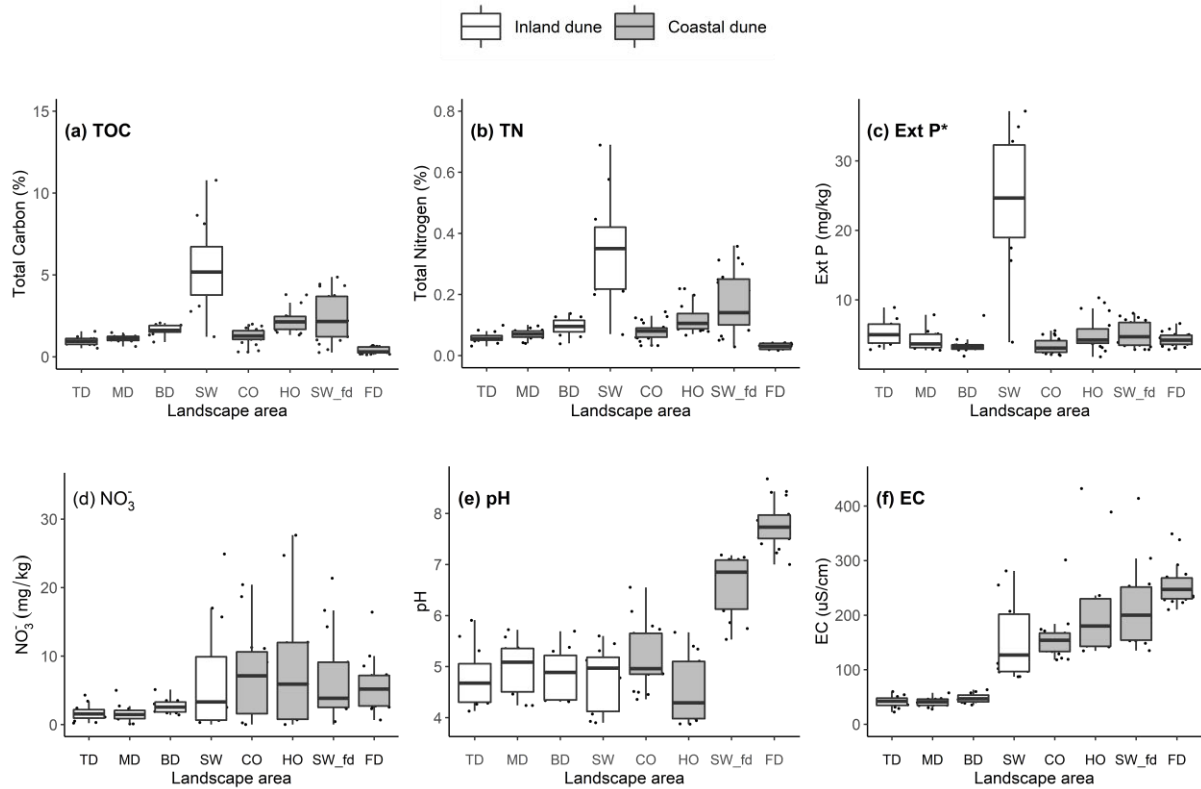 Inland dune Coastal dune
(a) TOC
Total Carbon (%)
15
10
5
0
TD MD BD SW CO HO SW_fd FD
Landscape area
(b) TN
Total Nitrogen (%)
0.8
0.6
0.4
0.2
0.0
TD MD BD SW CO HO SW_fd FD
Landscape area
(c) Ext P*
Ext P (mg/kg)
30
20
10
TD MD BD SW CO HO SW_fd FD
Landscape area
(d) NO₃⁻
NO₃⁻ (mg/kg)
30
20
10
0
TD MD BD SW CO HO SW_fd FD
Landscape area
(e) pH
pH
8
7
6
5
4
TD MD BD SW CO HO SW_fd FD
Landscape area
(f) EC
EC (uS/cm)
400
300
200
100
0
TD MD BD SW CO HO SW_fd FD
Landscape area